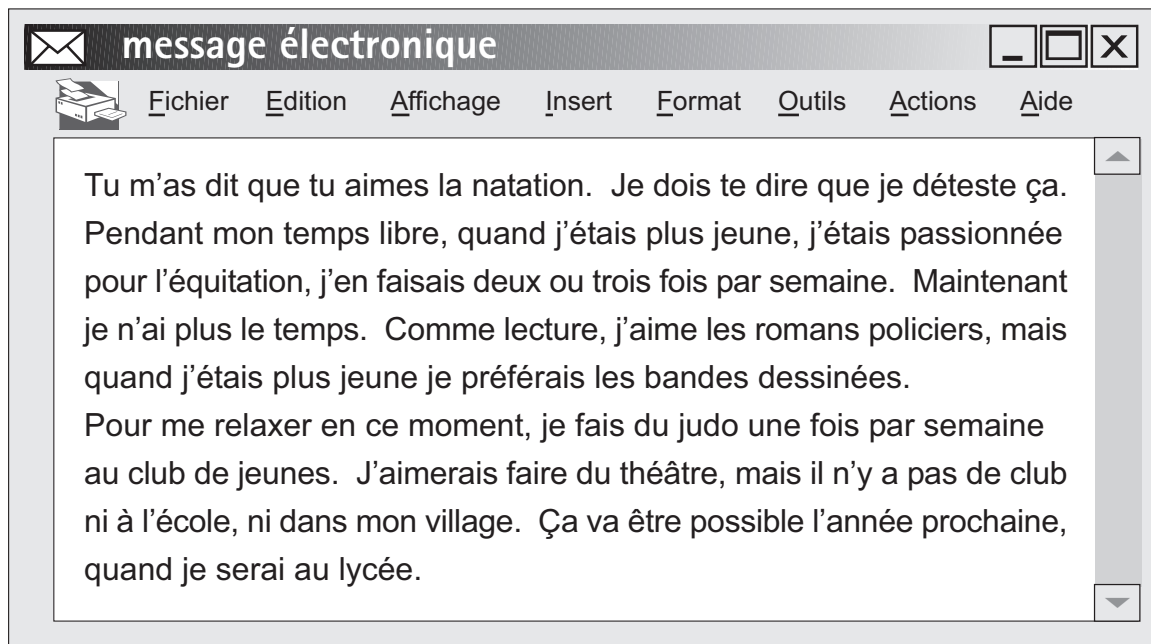 message électronique
Fichier Edition Affichage Insert Format Outils Actions Aide
Tu m'as dit que tu aimes la natation. Je dois te dire que je déteste ça.
Pendant mon temps libre, quand j'étais plus jeune, j'étais passionnée
pour l'équitation, j'en faisais deux ou trois fois par semaine. Maintenant
je n'ai plus le temps. Comme lecture, j'aime les romans policiers, mais
quand j'étais plus jeune je préférais les bandes dessinées.
Pour me relaxer en ce moment, je fais du judo une fois par semaine
au club de jeunes. J'aimerais faire du théâtre, mais il n'y a pas de club
ni à l'école, ni dans mon village. Ça va être possible l'année prochaine,
quand je serai au lycée.